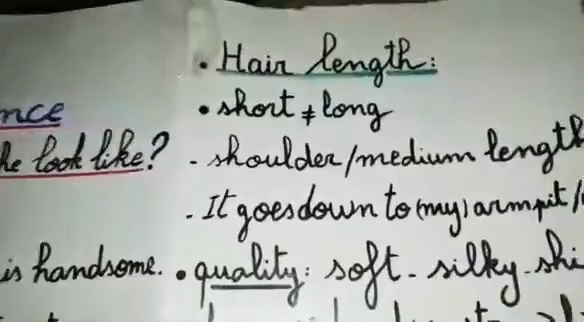 • Hair length:
nce • short ≠ long
he look like? - shoulder/medium length
- It goes down to (my) armpit/
is handsome. • quality: soft - silky - shi